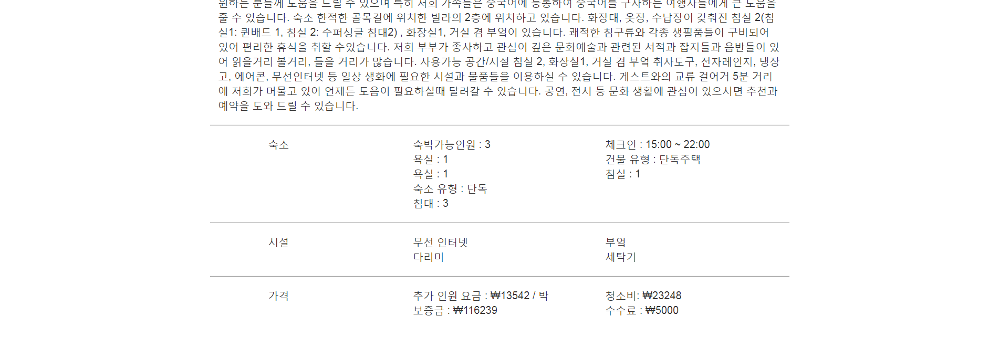 원하는 분들께 도움을 드릴 수 있으며 특히 저희 가족들은 중국어에 능통하여 중국어를 구사하는 여행자들에게 큰 도움을
줄 수 있습니다. 숙소 한적한 골목길에 위치한 빌라의 2층에 위치하고 있습니다. 화장대, 옷장, 수납장이 갖춰진 침실 2(침
실1: 퀸배드 1, 침실 2: 수퍼싱글 침대2) , 화장실1, 거실 겸 부엌이 있습니다. 쾌적한 침구류와 각종 생필품들이 구비되어
있어 편리한 휴식을 취할 수있습니다. 저희 부부가 종사하고 관심이 깊은 문화예술과 관련된 서적과 잡지들과 음반들이 있
어 읽을거리 볼거리, 들을 거리가 많습니다. 사용가능 공간/시설 침실 2, 화장실1, 거실 겸 부엌 취사도구, 전자레인지, 냉장
고, 에어콘, 무선인터넷 등 일상 생화에 필요한 시설과 물품들을 이용하실 수 있습니다. 게스트와의 교류 걸어거 5분 거리
에 저희가 머물고 있어 언제든 도음이 필요하실때 달려갈 수 있습니다. 공연, 전시 등 문화 생활에 관심이 있으시면 추천과
예약을 도와 드릴 수 있습니다.
숙소
숙박가능인원 : 3
욕실 : 1
욕실 : 1
숙소 유형 : 단독
침대 : 3
체크인 : 15:00 ~ 22:00
건물 유형 : 단독주택
침실 : 1
시설
무선 인터넷
다리미
부엌
세탁기
가격
추가 인원 요금 : ₩13542 / 박
보증금 : ₩116239
청소비: ₩23248
수수료 : ₩5000